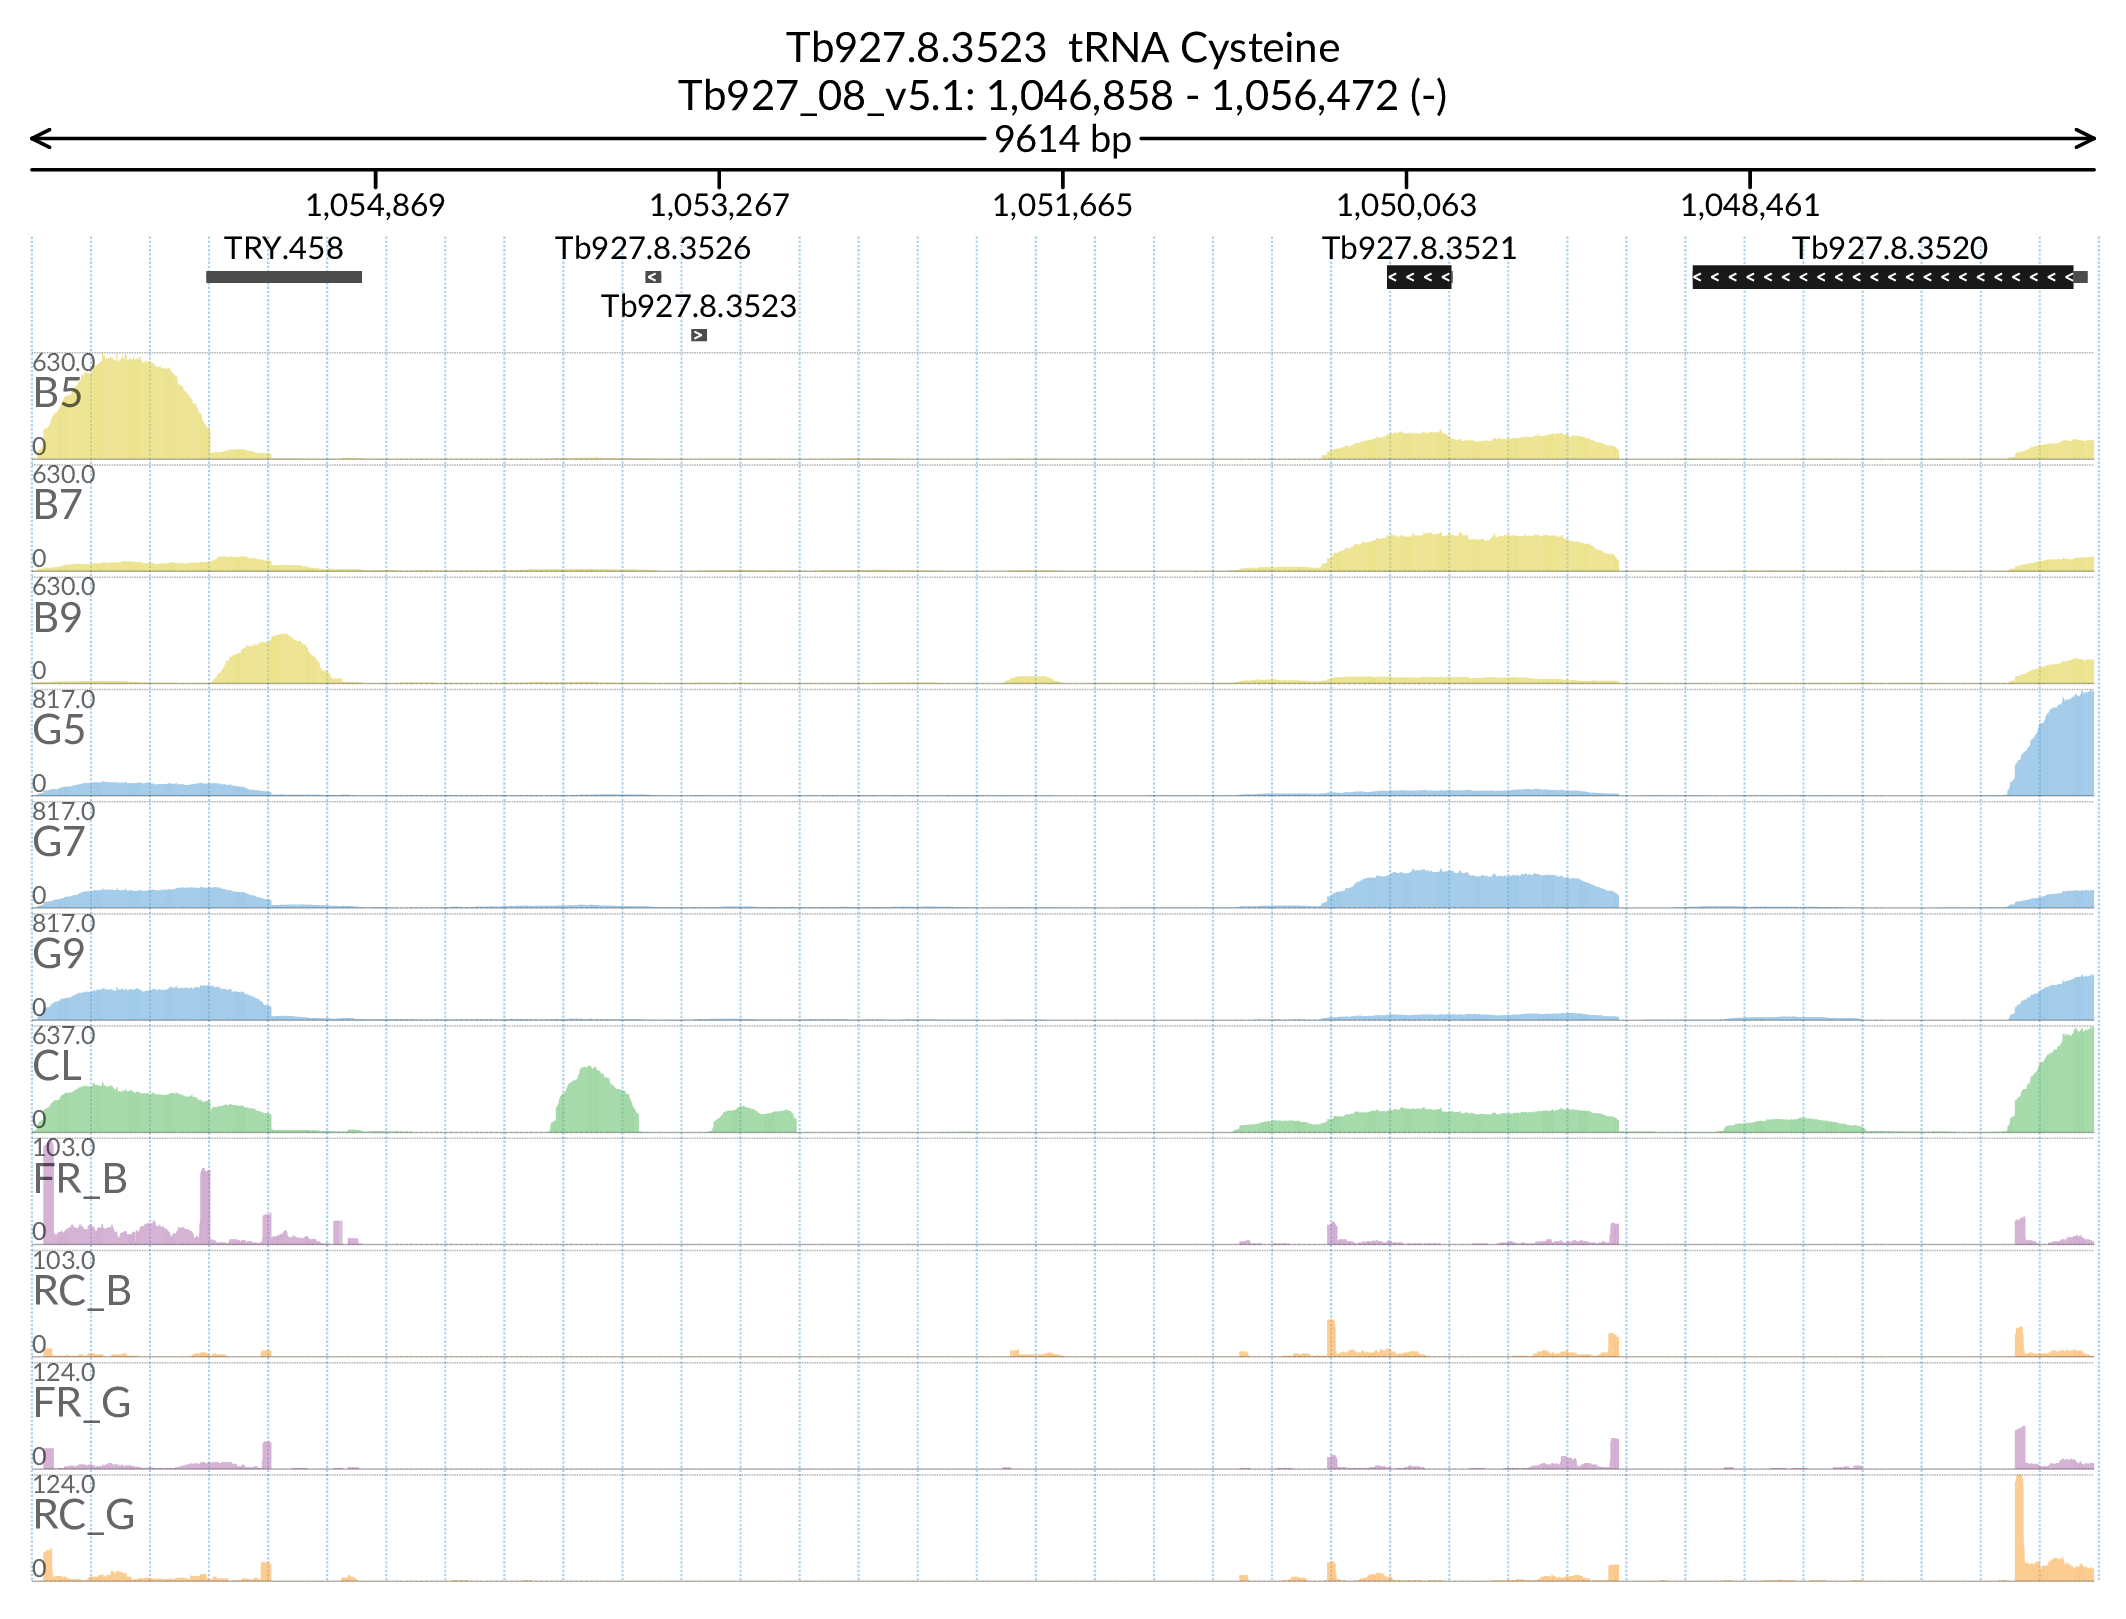 Tb927.8.3523 tRNA Cysteine
Tb927_08_v5.1: 1,046,858 - 1,056,472 (-)
9614 bp
1,054,869 1,053,267 1,051,665 1,050,063 1,048,461
TRY.458 Tb927.8.3526 Tb927.8.3521 Tb927.8.3520
Tb927.8.3523
630.0
B5
0
630.0
B7
0
630.0
B9
0
817.0
G5
0
817.0
G7
0
817.0
G9
0
637.0
CL
0
103.0
FR_B
0
103.0
RC_B
0
124.0
FR_G
0
124.0
RC_G
0